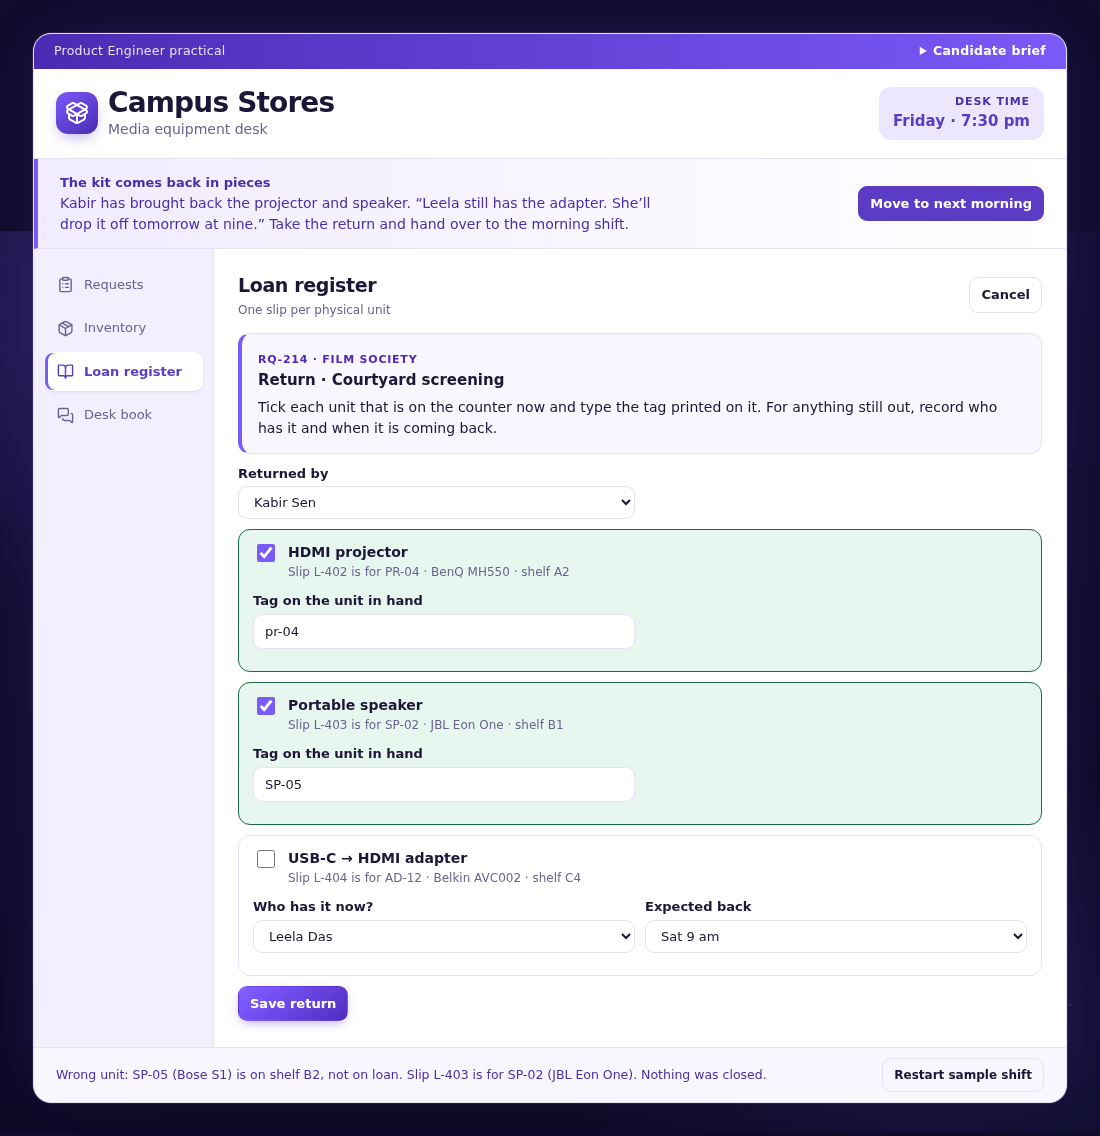 Product Engineer practical
▶ Candidate brief
Campus Stores
Media equipment desk
DESK TIME
Friday · 7:30 pm
The kit comes back in pieces
Kabir has brought back the projector and speaker. “Leela still has the adapter. She’ll
drop it off tomorrow at nine.” Take the return and hand over to the morning shift.
Move to next morning
Requests
Inventory
Loan register
Desk book
Loan register
One slip per physical unit
Cancel
RQ-214 · FILM SOCIETY
Return · Courtyard screening
Tick each unit that is on the counter now and type the tag printed on it. For anything still out, record who
has it and when it is coming back.
Returned by
Kabir Sen
HDMI projector
Slip L-402 is for PR-04 · BenQ MH550 · shelf A2
Tag on the unit in hand
pr-04
Portable speaker
Slip L-403 is for SP-02 · JBL Eon One · shelf B1
Tag on the unit in hand
SP-05
USB-C → HDMI adapter
Slip L-404 is for AD-12 · Belkin AVC002 · shelf C4
Who has it now?
Expected back
Leela Das
Sat 9 am
Save return
Wrong unit: SP-05 (Bose S1) is on shelf B2, not on loan. Slip L-403 is for SP-02 (JBL Eon One). Nothing was closed.
Restart sample shift